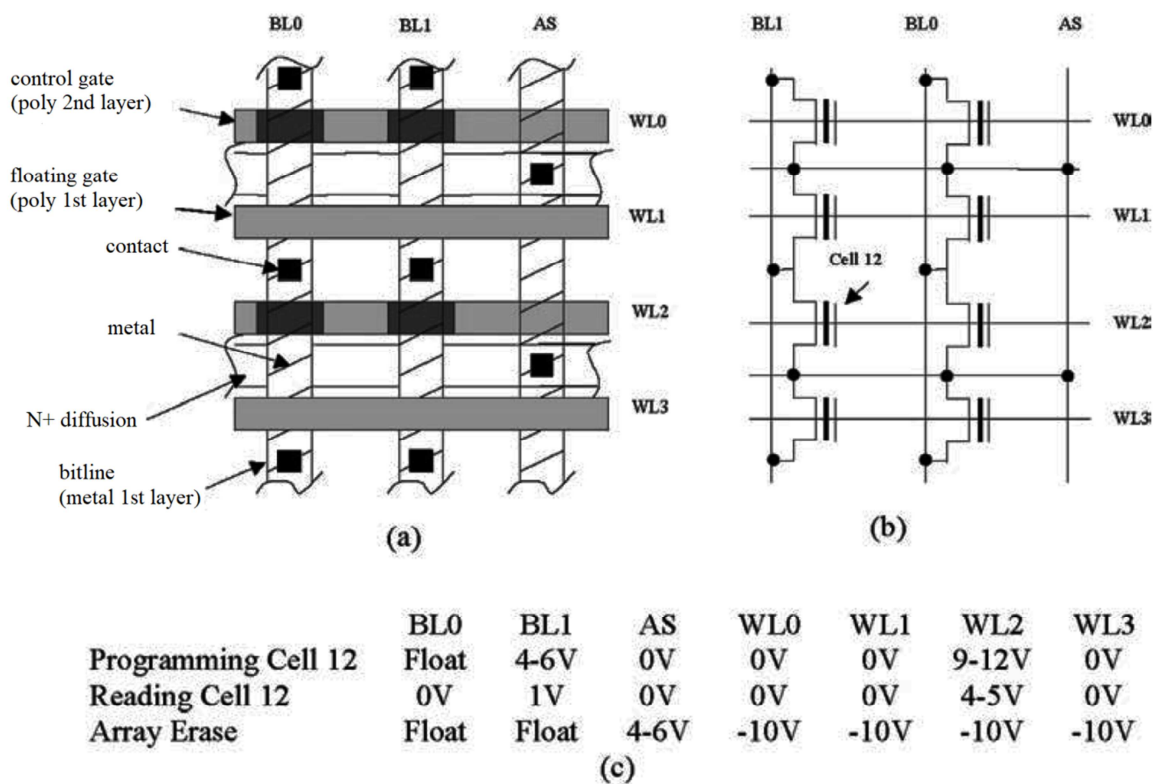 BL0 BL1 AS
control gate
(poly 2nd layer)
WL0
floating gate
(poly 1st layer)
WL1
contact
WL2
metal
N+ diffusion
WL3
bitline
(metal 1st layer)
(a)
BL1 BL0 AS
WL0
WL1
Cell 12
WL2
WL3
(b)
BL0 BL1 AS WL0 WL1 WL2 WL3
Programming Cell 12 Float 4-6V 0V 0V 0V 9-12V 0V
Reading Cell 12 0V 1V 0V 0V 0V 4-5V 0V
Array Erase Float Float 4-6V -10V -10V -10V -10V
(c)